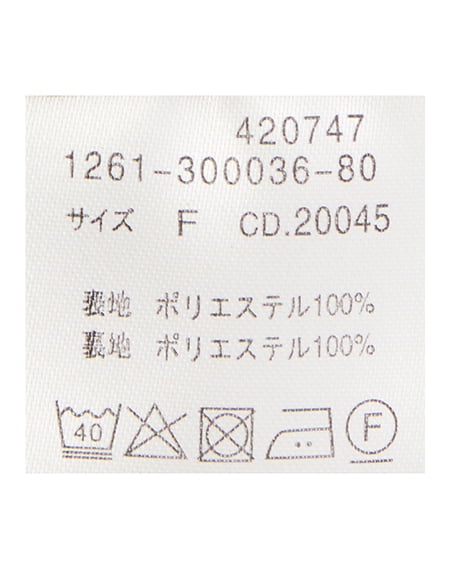 420747
1261-300036-80
サイズ F CD.20045
表地 ポリエステル100%
裏地 ポリエステル100%
40 F